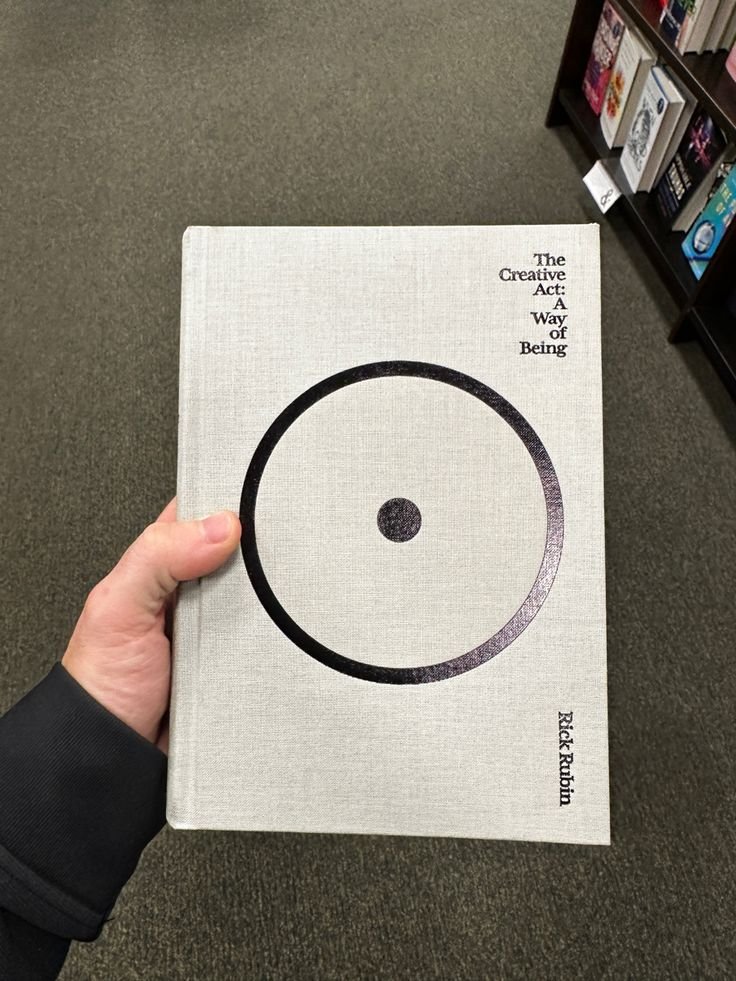 The
Creative
Act:
A
Way
of
Being
Rick Rubin